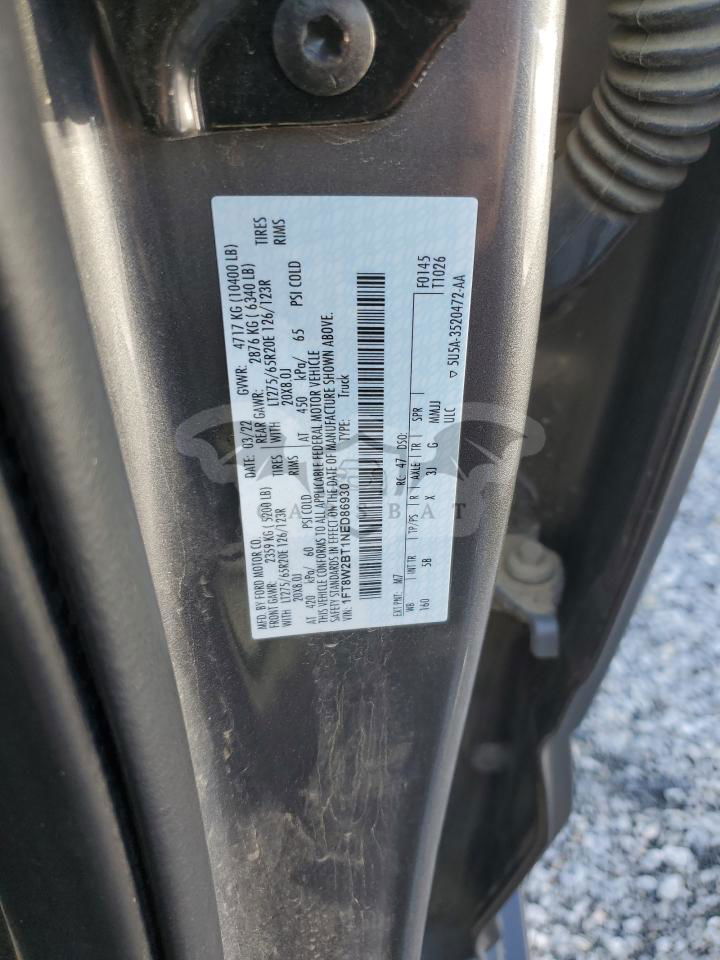 MFD. BY FORD MOTOR CO.
DATE: 03/22 GVWR: 4717 KG (10400 LB)
FRONT GAWR: 2359 KG ( 5200 LB) REAR GAWR: 2876 KG ( 6340 LB)
WITH LT275/65R20E 126/123R TIRES WITH LT275/65R20E 126/123R TIRES
20X8.0J RIMS 20X8.0J RIMS
AT 420 kPa/ 60 PSI COLD AT 450 kPa/ 65 PSI COLD
THIS VEHICLE CONFORMS TO ALL APPLICABLE FEDERAL MOTOR VEHICLE
SAFETY STANDARDS IN EFFECT ON THE DATE OF MANUFACTURE SHOWN ABOVE.
VIN: 1FT8W2BT1NED86930 TYPE: Truck
F0145
T1026
EXT PNT: M7 RC: 47 DSO:
WB INT TR TP/PS R AXLE TR SPR
160 5B X 3J G MMJJ
ULC
▽ 5U5A-3520472-AA
CARSBAT